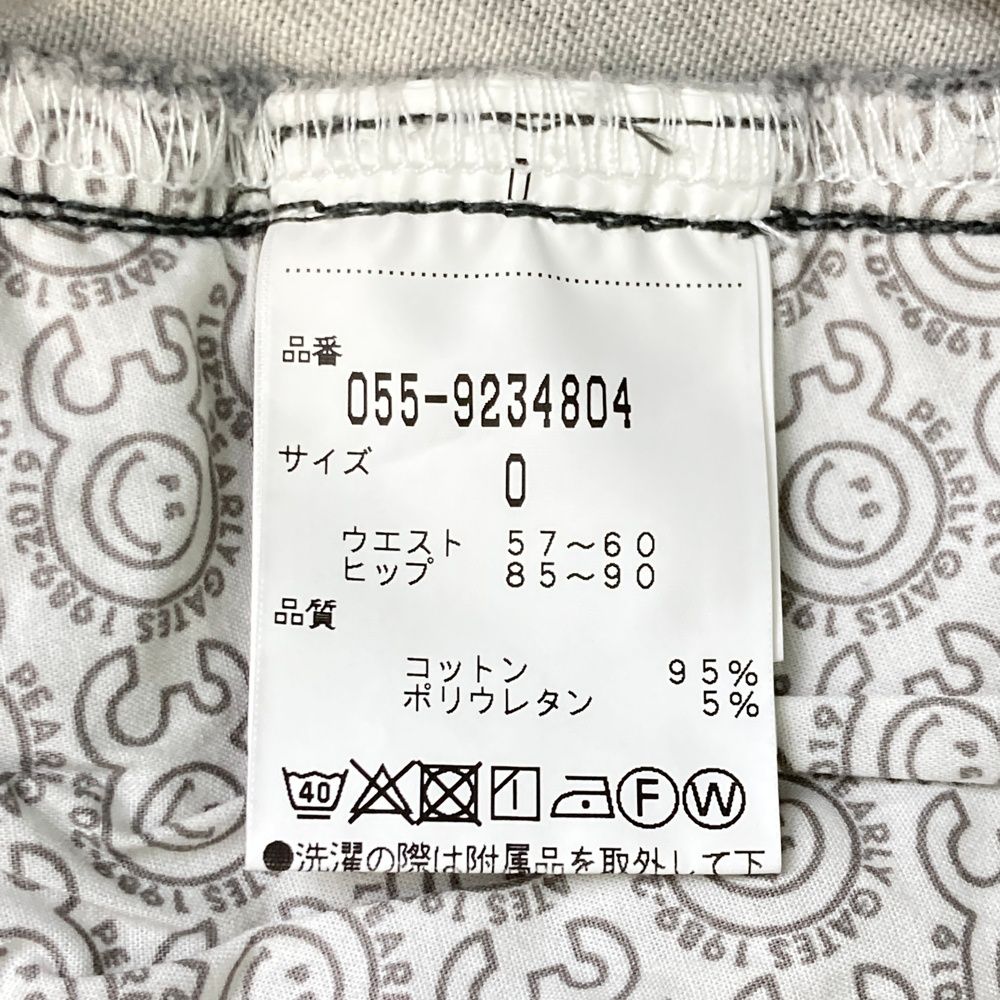 品番
055-9234804
サイズ
0
ウエスト 57～60
ヒップ 85～90
品質
コットン 95%
ポリウレタン 5%
40
F
W
●洗濯の際は附属品を取外して下
PEARLY GATES 1989-2019